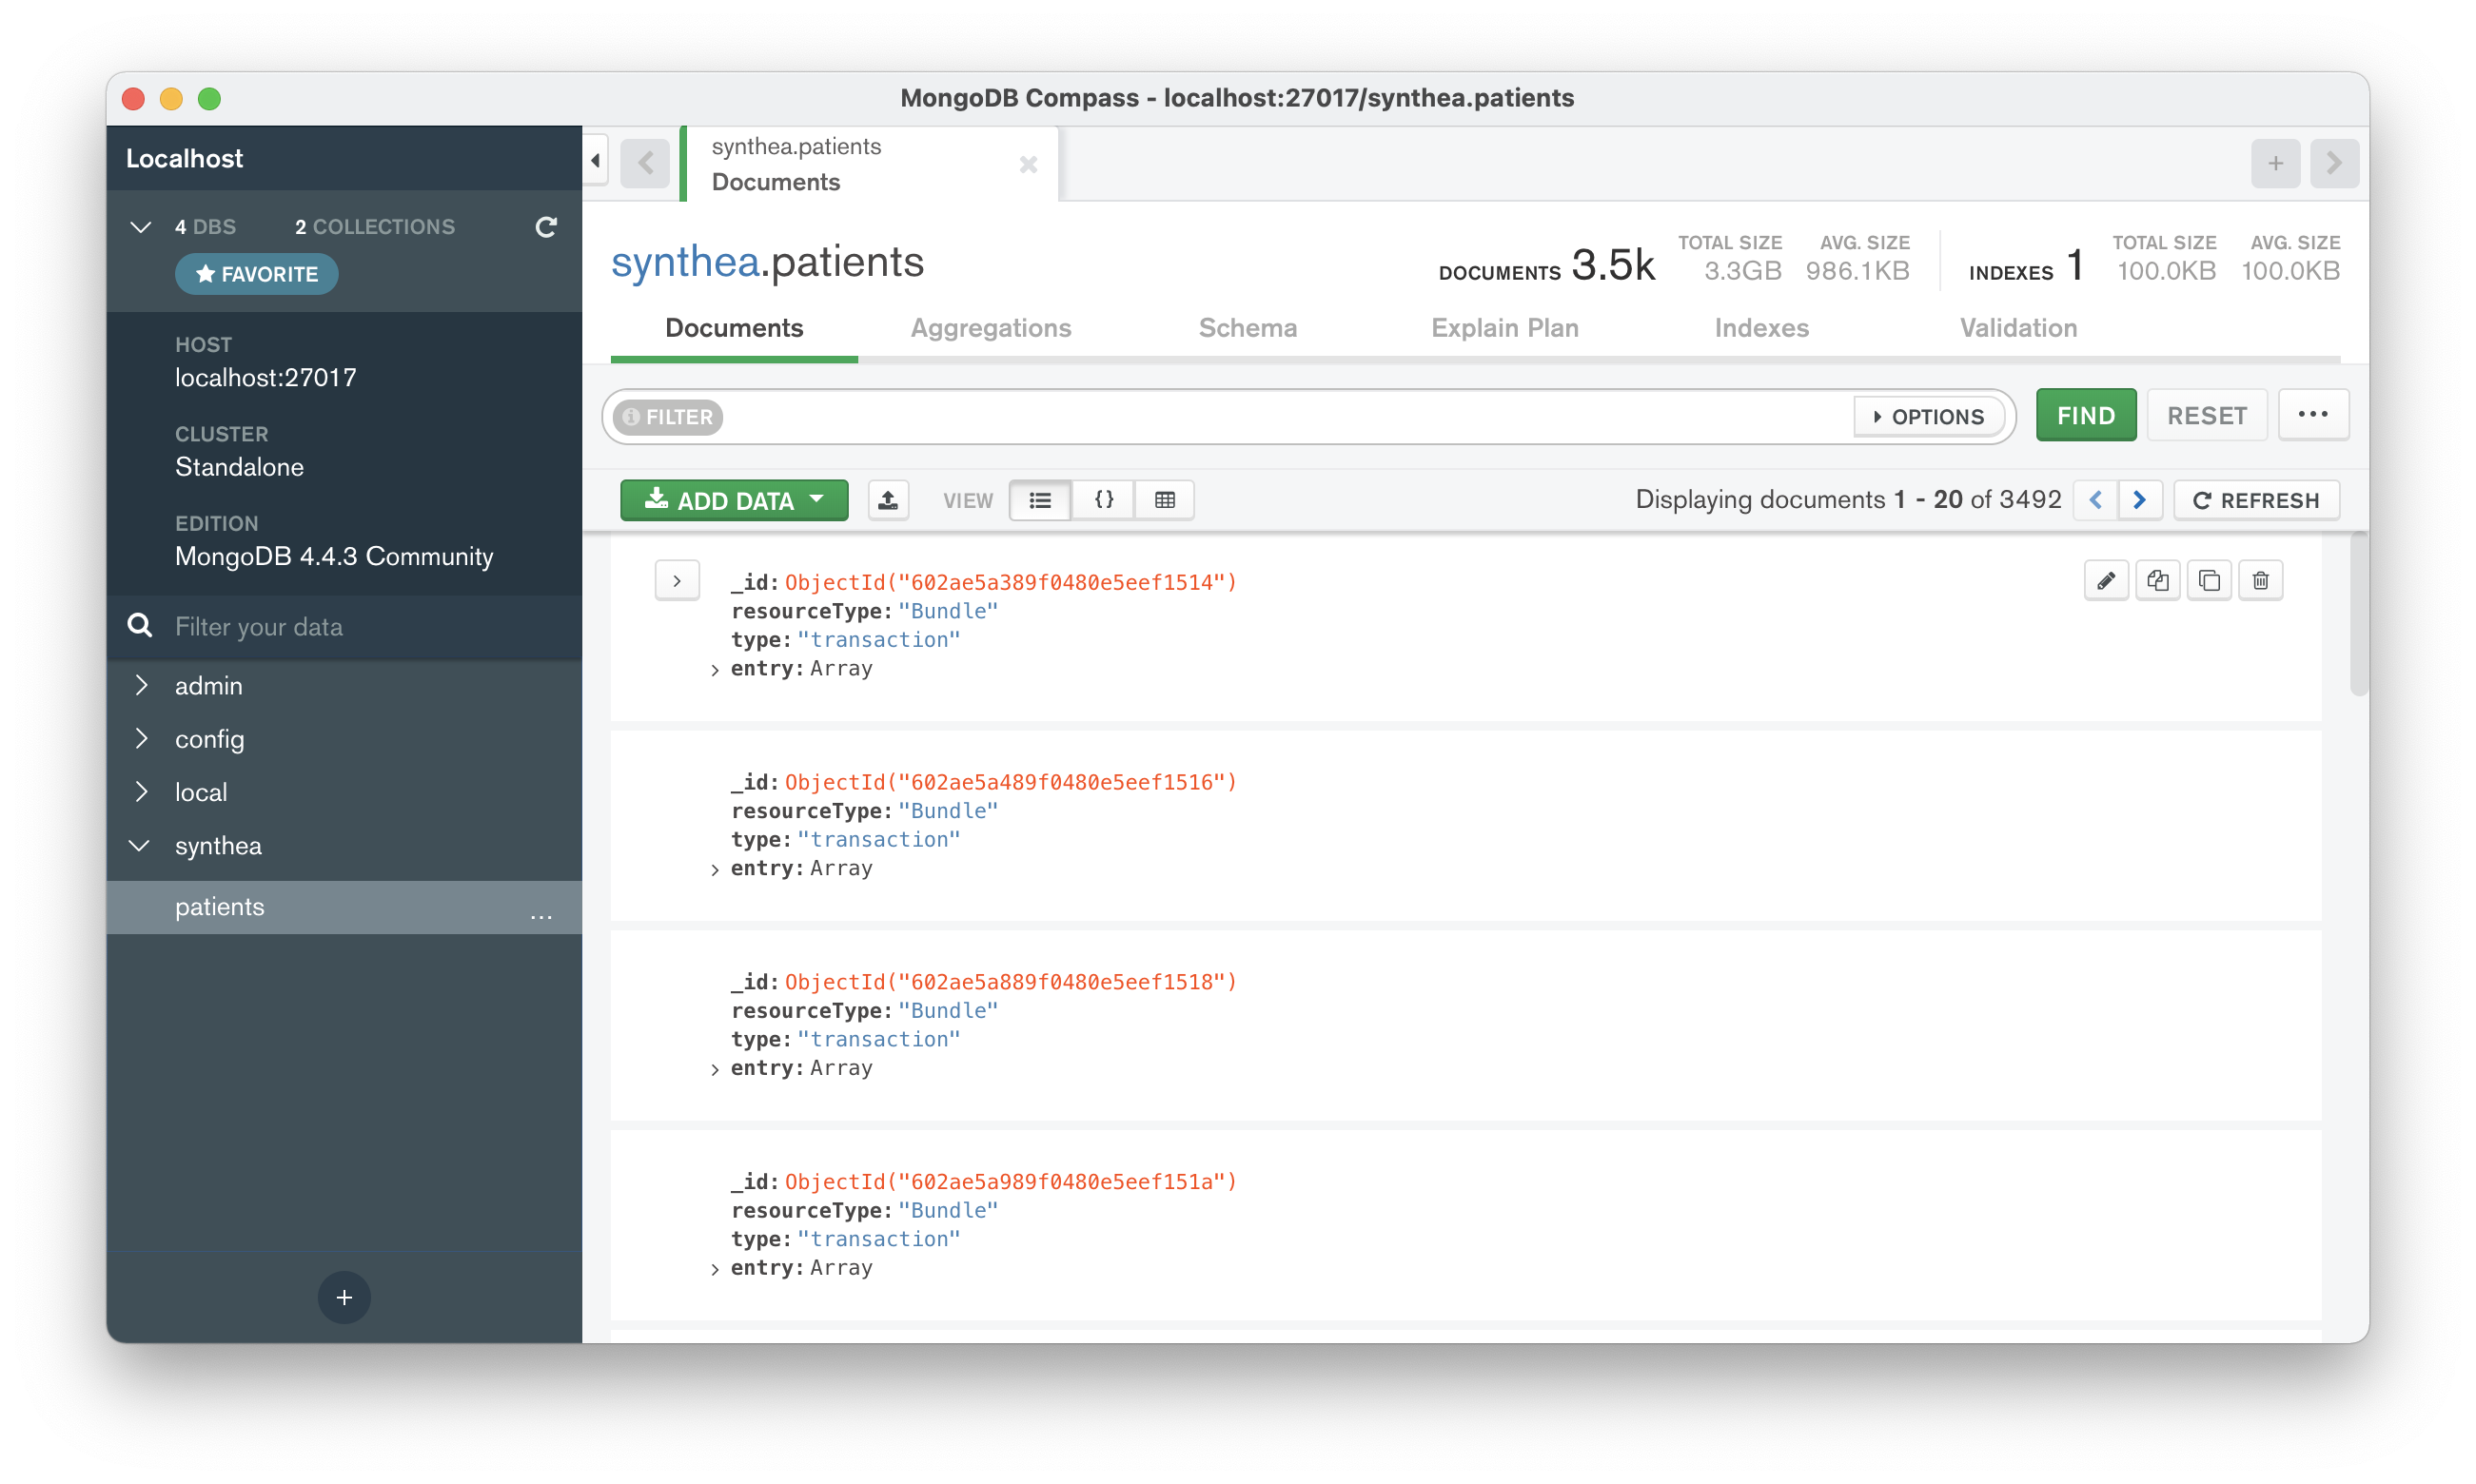 MongoDB Compass - localhost:27017/synthea.patients
Localhost
4 DBS 2 COLLECTIONS
FAVORITE
HOST
localhost:27017
CLUSTER
Standalone
EDITION
MongoDB 4.4.3 Community
Filter your data
admin
config
local
synthea
patients ...
synthea.patients
Documents
synthea.patients
DOCUMENTS 3.5k TOTAL SIZE 3.3GB AVG. SIZE 986.1KB
INDEXES 1 TOTAL SIZE 100.0KB AVG. SIZE 100.0KB
Documents Aggregations Schema Explain Plan Indexes Validation
FILTER OPTIONS FIND RESET ...
ADD DATA VIEW {} Displaying documents 1 - 20 of 3492 REFRESH
_id: ObjectId("602ae5a389f0480e5eef1514")
resourceType: "Bundle"
type: "transaction"
entry: Array
_id: ObjectId("602ae5a489f0480e5eef1516")
resourceType: "Bundle"
type: "transaction"
entry: Array
_id: ObjectId("602ae5a889f0480e5eef1518")
resourceType: "Bundle"
type: "transaction"
entry: Array
_id: ObjectId("602ae5a989f0480e5eef151a")
resourceType: "Bundle"
type: "transaction"
entry: Array